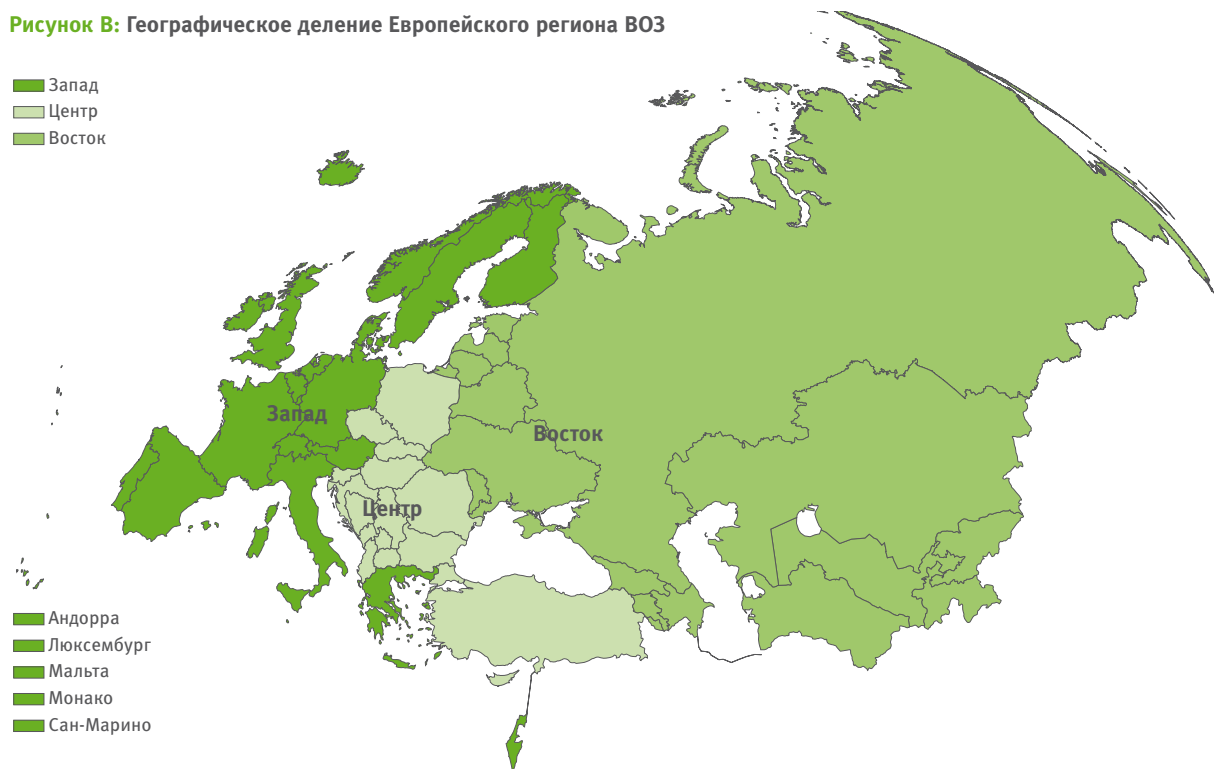 Рисунок B: Географическое деление Европейского региона ВОЗ
Запад
Центр
Восток
Запад
Восток
Центр
Андорра
Люксембург
Мальта
Монако
Сан-Марино